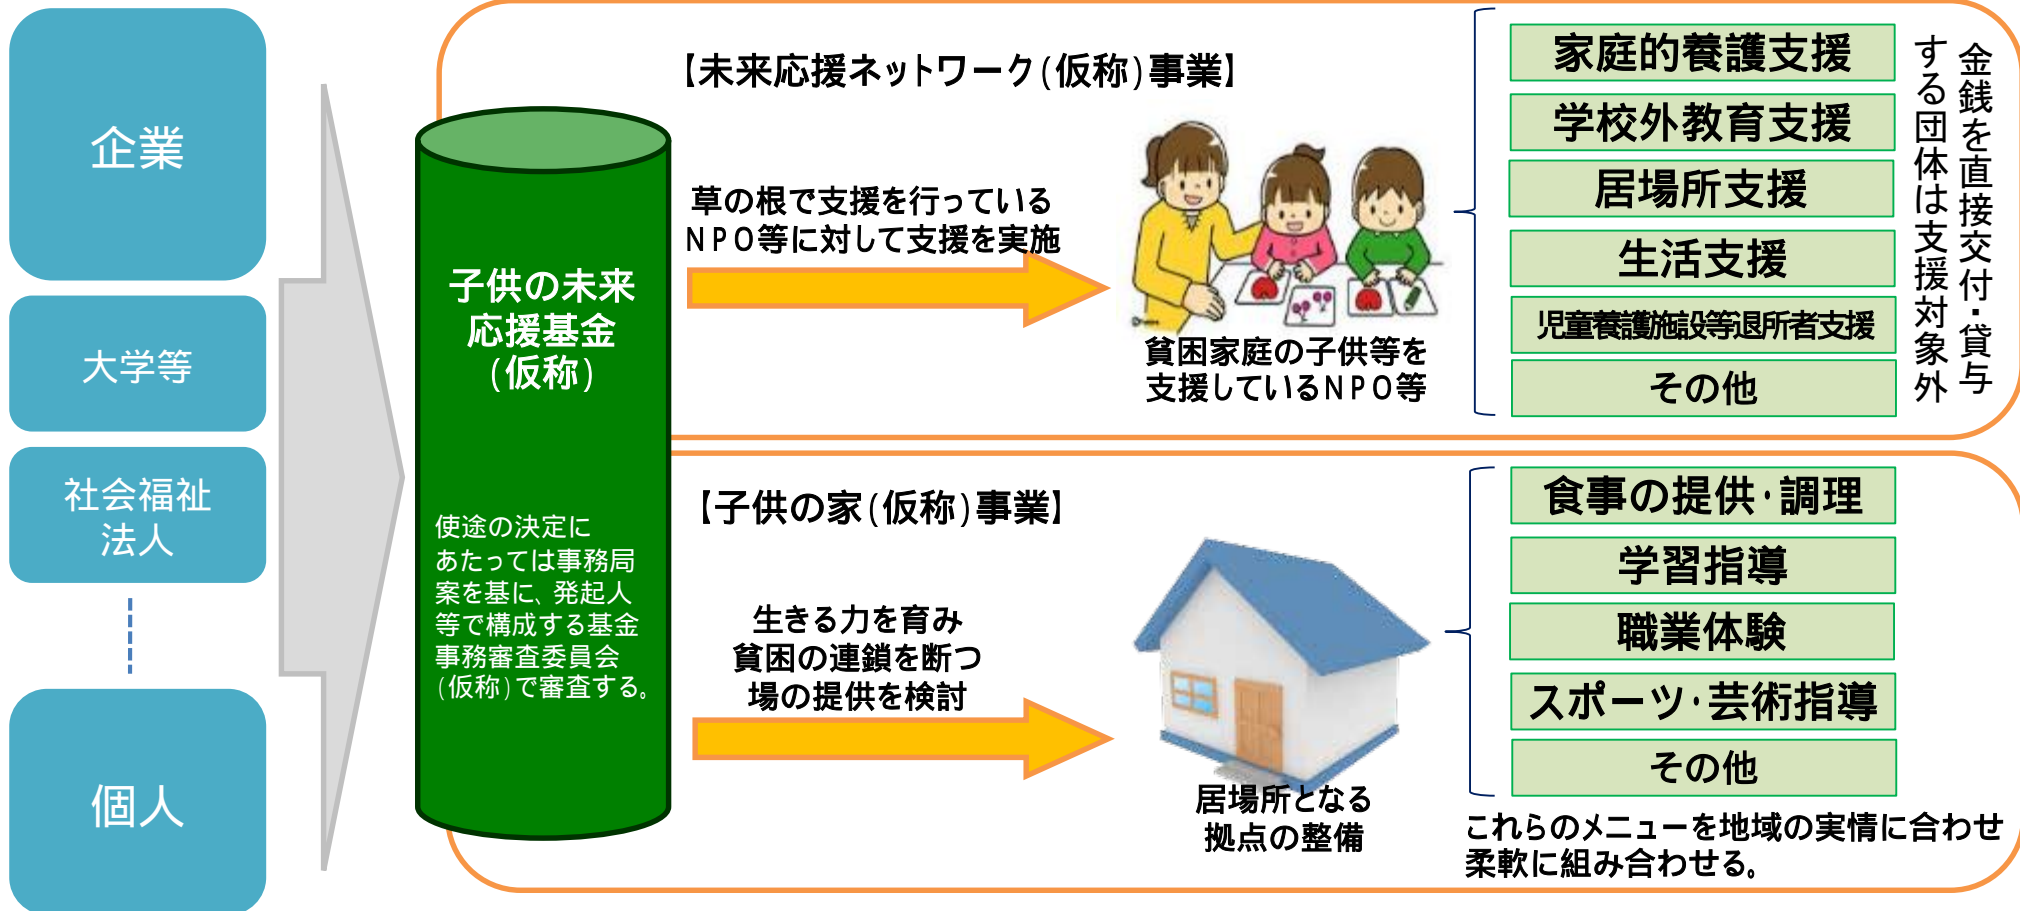 企業
大学等
社会福祉
法人
個人
子供の未来
応援基金
(仮称)
使途の決定に
あたっては事務局
案を基に、発起人
等で構成する基金
事務審査委員会
(仮称)で審査する。
【未来応援ネットワーク(仮称)事業】
草の根で支援を行っている
NPO等に対して支援を実施
貧困家庭の子供等を
支援しているNPO等
家庭的養護支援
学校外教育支援
居場所支援
生活支援
児童養護施設等退所者支援
その他
金銭を直接交付・貸与
する団体は支援対象外
【子供の家(仮称)事業】
生きる力を育み
貧困の連鎖を断つ
場の提供を検討
居場所となる
拠点の整備
食事の提供・調理
学習指導
職業体験
スポーツ・芸術指導
その他
これらのメニューを地域の実情に合わせ
柔軟に組み合わせる。